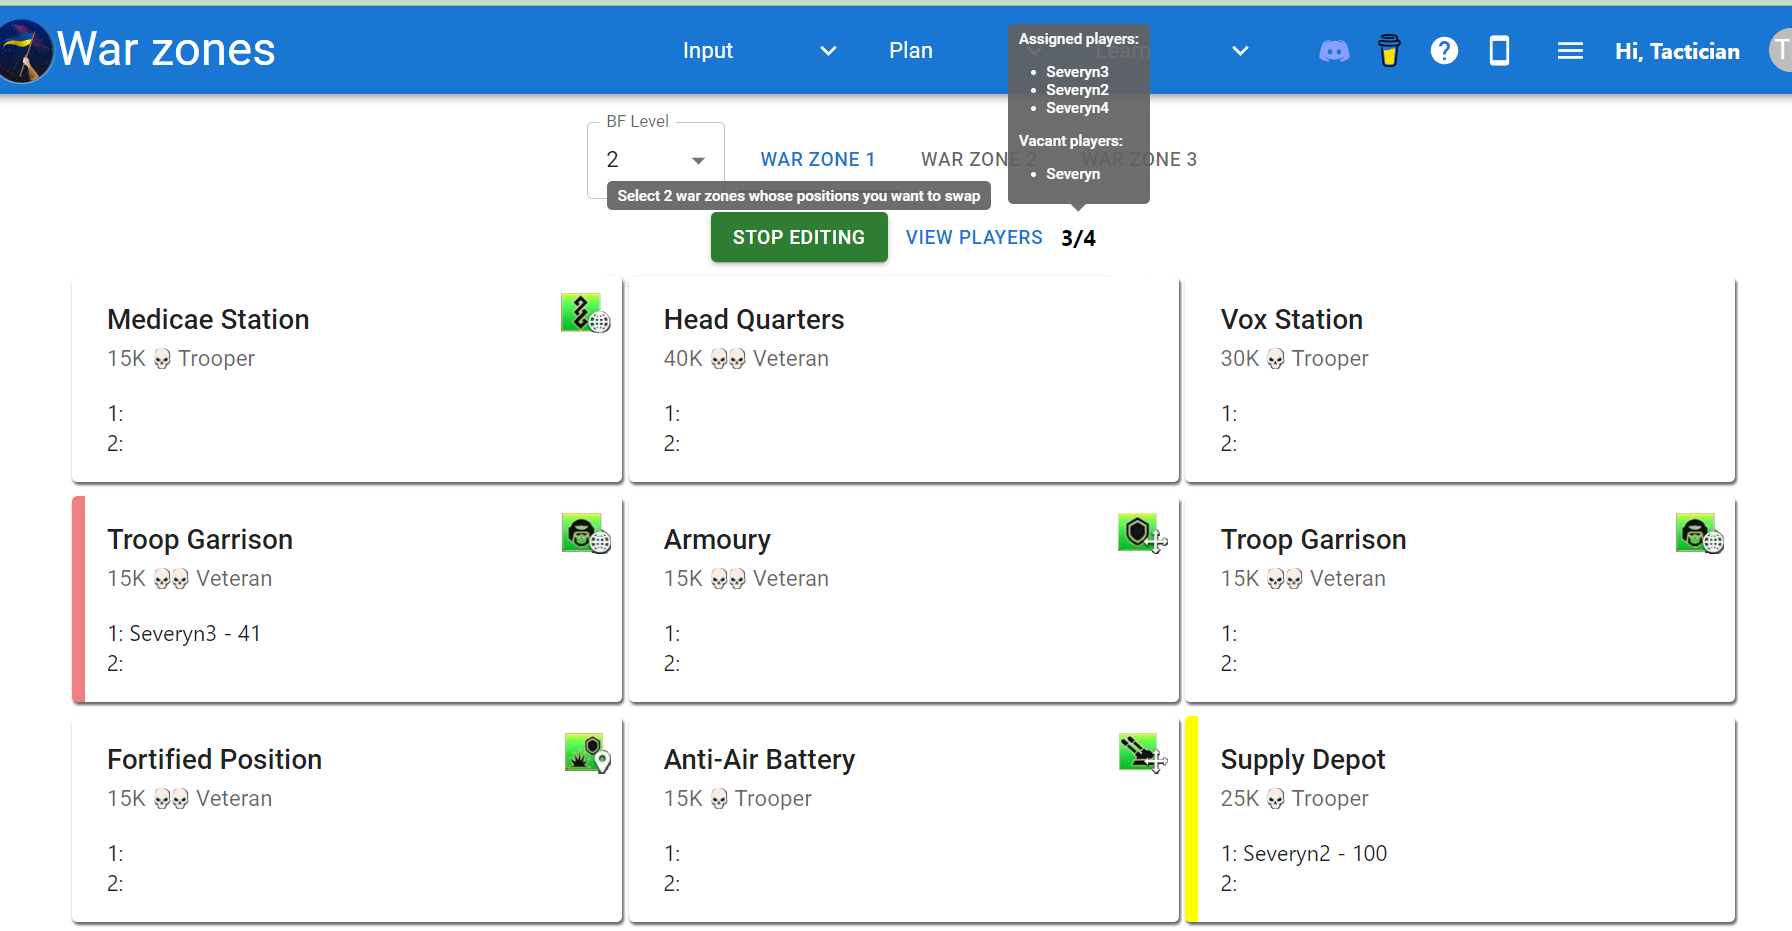 War zones
Input
Plan
Learn
Hi, Tactician
T
Assigned players:
Severyn3
Severyn2
Severyn4
Vacant players:
Severyn
BF Level
2
WAR ZONE 1
WAR ZONE 2
WAR ZONE 3
Select 2 war zones whose positions you want to swap
STOP EDITING
VIEW PLAYERS
3/4
Medicae Station
15K Trooper
1:
2:
Head Quarters
40K Veteran
1:
2:
Vox Station
30K Trooper
1:
2:
Troop Garrison
15K Veteran
1: Severyn3 - 41
2:
Armoury
15K Veteran
1:
2:
Troop Garrison
15K Veteran
1:
2:
Fortified Position
15K Veteran
1:
2:
Anti-Air Battery
15K Trooper
1:
2:
Supply Depot
25K Trooper
1: Severyn2 - 100
2: